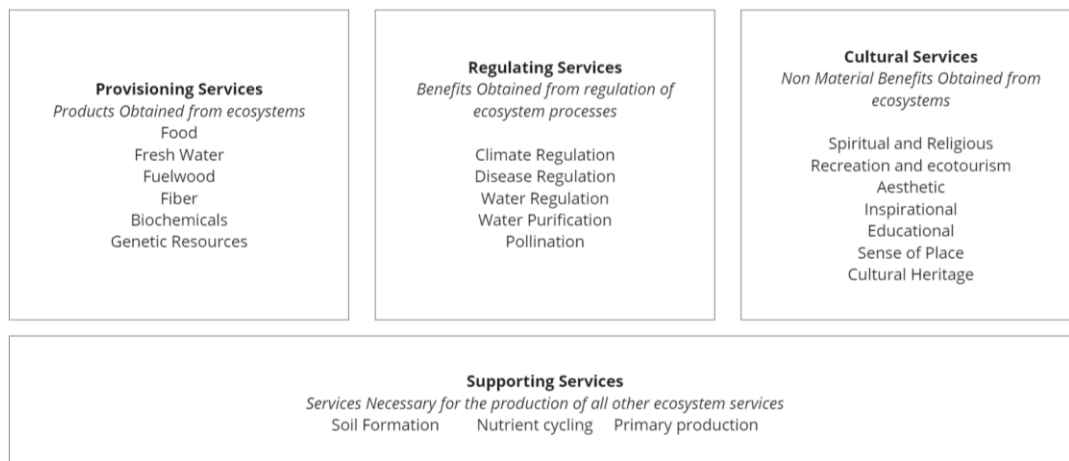 Provisioning Services
Products Obtained from ecosystems
Food
Fresh Water
Fuelwood
Fiber
Biochemicals
Genetic Resources
Regulating Services
Benefits Obtained from regulation of
ecosystem processes
Climate Regulation
Disease Regulation
Water Regulation
Water Purification
Pollination
Cultural Services
Non Material Benefits Obtained from
ecosystems
Spiritual and Religious
Recreation and ecotourism
Aesthetic
Inspirational
Educational
Sense of Place
Cultural Heritage
Supporting Services
Services Necessary for the production of all other ecosystem services
Soil Formation Nutrient cycling Primary production